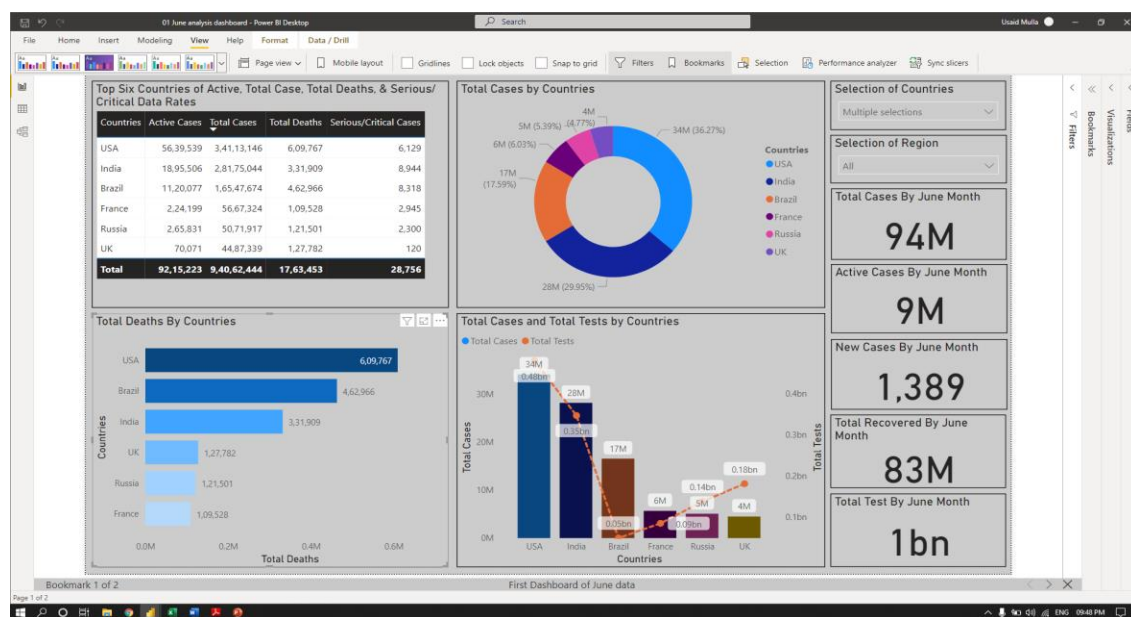 01 June analysis dashboard - Power BI Desktop
Search
Usaid Mulla
File Home Insert Modeling View Help Format Data / Drill
Page view Mobile layout Gridlines Lock objects Snap to grid Filters Bookmarks Selection Performance analyzer Sync slicers
Top Six Countries of Active, Total Case, Total Deaths, & Serious/
Critical Data Rates
Countries Active Cases Total Cases Total Deaths Serious/Critical Cases
USA 56,39,539 3,41,13,146 6,09,767 6,129
India 18,95,506 2,81,75,044 3,31,909 8,944
Brazil 11,20,077 1,65,47,674 4,62,966 8,318
France 2,24,199 56,67,324 1,09,528 2,945
Russia 2,65,831 50,71,917 1,21,501 2,300
UK 70,071 44,87,339 1,27,782 120
Total 92,15,223 9,40,62,444 17,63,453 28,756
Total Cases by Countries
4M
(4.77%)
5M (5.39%)
6M (6.03%)
17M
(17.59%)
34M (36.27%)
28M (29.95%)
Countries
USA
India
Brazil
France
Russia
UK
Selection of Countries
Multiple selections
Selection of Region
All
Total Cases By June Month
94M
Active Cases By June Month
9M
New Cases By June Month
1,389
Total Recovered By June
Month
83M
Total Test By June Month
1bn
Total Deaths By Countries
Countries
USA 6,09,767
Brazil 4,62,966
India 3,31,909
UK 1,27,782
Russia 1,21,501
France 1,09,528
0.0M 0.2M 0.4M 0.6M
Total Deaths
Total Cases and Total Tests by Countries
Total Cases Total Tests
Total Cases
30M
20M
10M
0M
34M
0.48bn
28M
0.35bn
17M
0.05bn
6M
0.09bn
0.14bn
5M
0.18bn
4M
0.4bn
0.3bn
0.2bn
0.1bn
Total Tests
USA India Brazil France Russia UK
Countries
Filters
Bookmarks
Visualizations
Fields
Bookmark 1 of 2
First Dashboard of June data
Page 1 of 2
ENG 09:48 PM